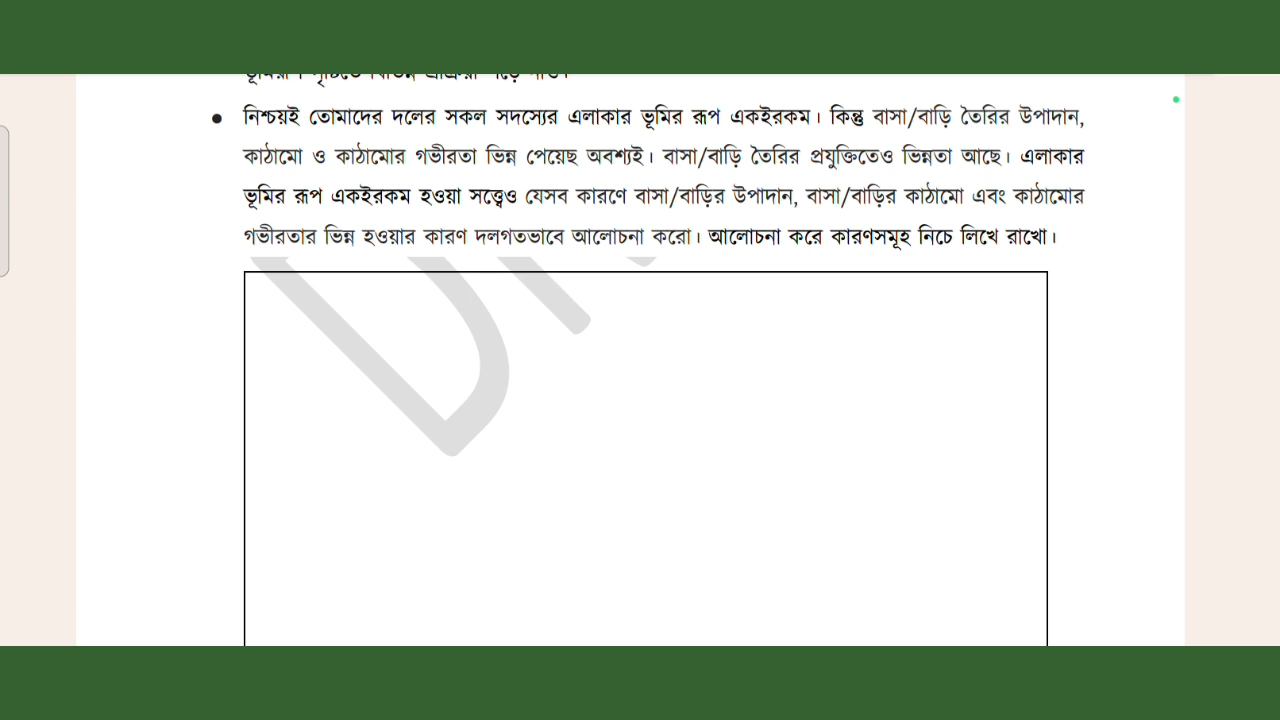 নিশ্চয়ই তোমাদের দলের সকল সদস্যের এলাকার ভূমির রূপ একইরকম। কিন্তু বাসা/বাড়ি তৈরির উপাদান,
কাঠামো ও কাঠামোর গভীরতা ভিন্ন পেয়েছ অবশ্যই। বাসা/বাড়ি তৈরির প্রযুক্তিতেও ভিন্নতা আছে। এলাকার
ভূমির রূপ একইরকম হওয়া সত্ত্বেও যেসব কারণে বাসা/বাড়ির উপাদান, বাসা/বাড়ির কাঠামো এবং কাঠামোর
গভীরতার ভিন্ন হওয়ার কারণ দলগতভাবে আলোচনা করো। আলোচনা করে কারণসমূহ নিচে লিখে রাখো।